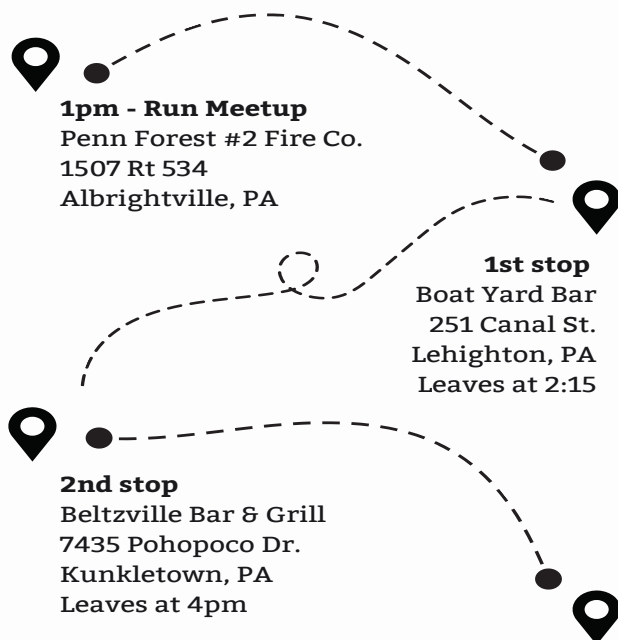 1pm - Run Meetup
Penn Forest #2 Fire Co.
1507 Rt 534
Albrightville, PA
1st stop
Boat Yard Bar
251 Canal St.
Lehighton, PA
Leaves at 2:15
2nd stop
Beltzville Bar & Grill
7435 Pohopoco Dr.
Kunkletown, PA
Leaves at 4pm